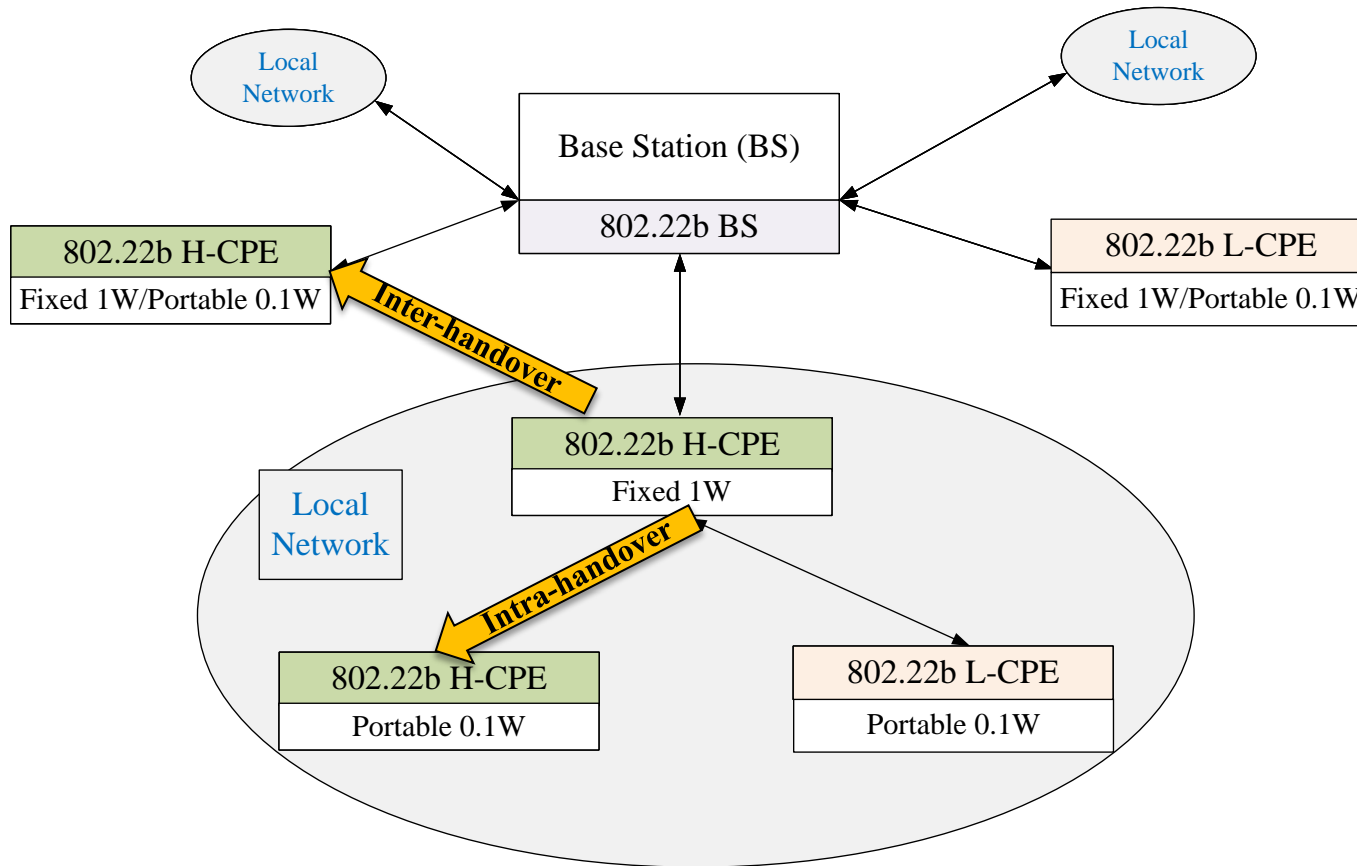 Local
Network
Local
Network
Base Station (BS)
802.22b BS
802.22b H-CPE
Fixed 1W/Portable 0.1W
802.22b L-CPE
Fixed 1W/Portable 0.1W
Inter-handover
802.22b H-CPE
Fixed 1W
Local
Network
Intra-handover
802.22b H-CPE
Portable 0.1W
802.22b L-CPE
Portable 0.1W